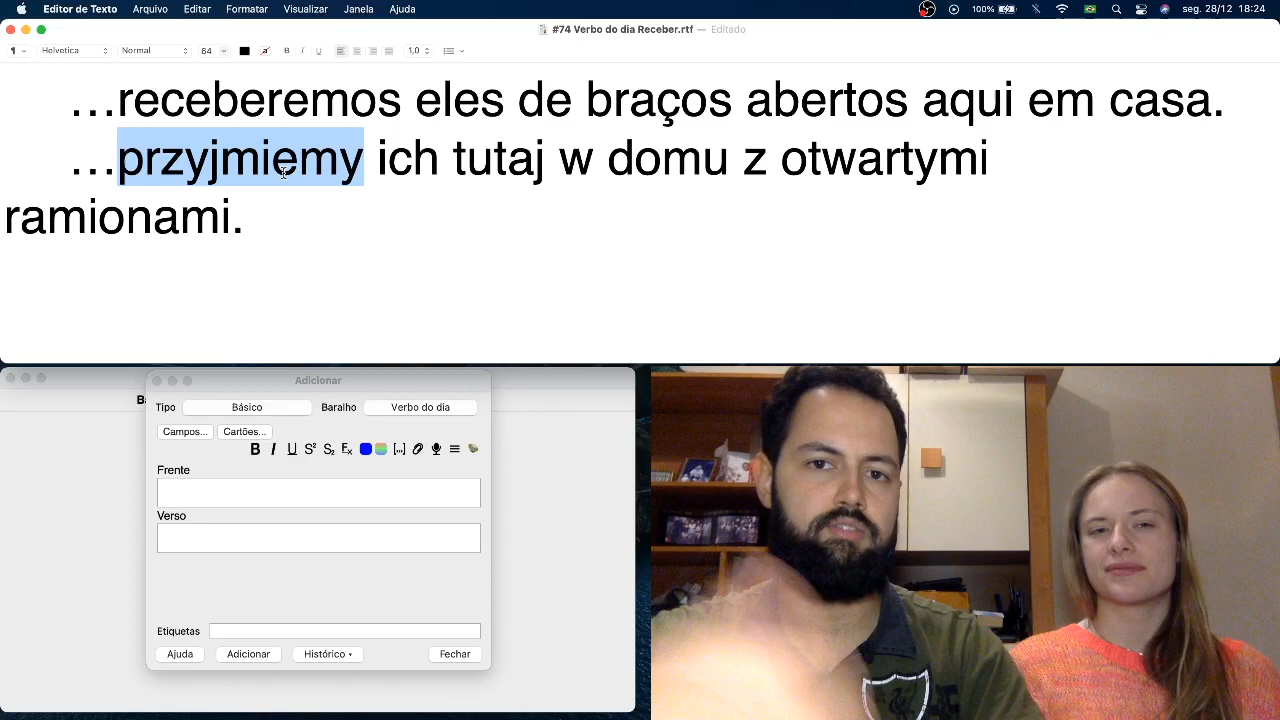 Editor de Texto Arquivo Editar Formatar Visualizar Janela Ajuda 100% seg. 28/12 18:24
#74 Verbo do dia Receber.rtf — Editado
¶ Helvetica Normal 64 B I U 1,0
…receberemos eles de braços abertos aqui em casa.
…przyjmiemy ich tutaj w domu z otwartymi
ramionami.
Adicionar
Tipo Básico Baralho Verbo do dia
Campos... Cartões...
B I U S² S₂ Eₓ [...]
Frente
Verso
Etiquetas
Ajuda Adicionar Histórico ▾ Fechar